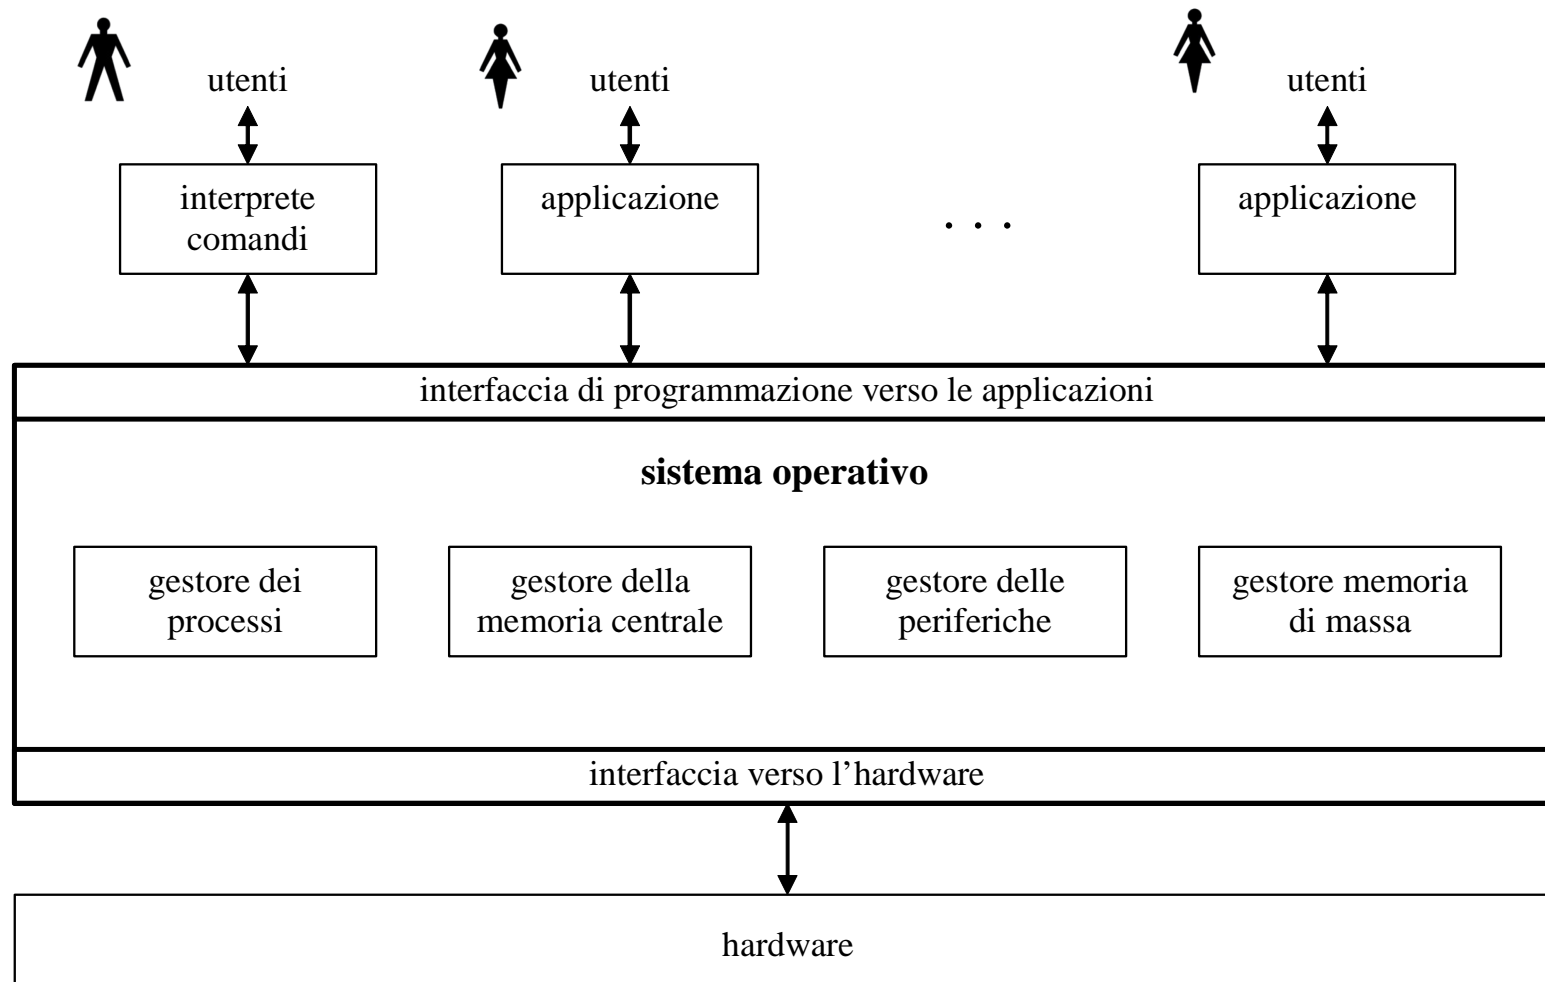 utenti
utenti
utenti
interprete
comandi
applicazione
. . .
applicazione
interfaccia di programmazione verso le applicazioni
sistema operativo
gestore dei
processi
gestore della
memoria centrale
gestore delle
periferiche
gestore memoria
di massa
interfaccia verso l’hardware
hardware